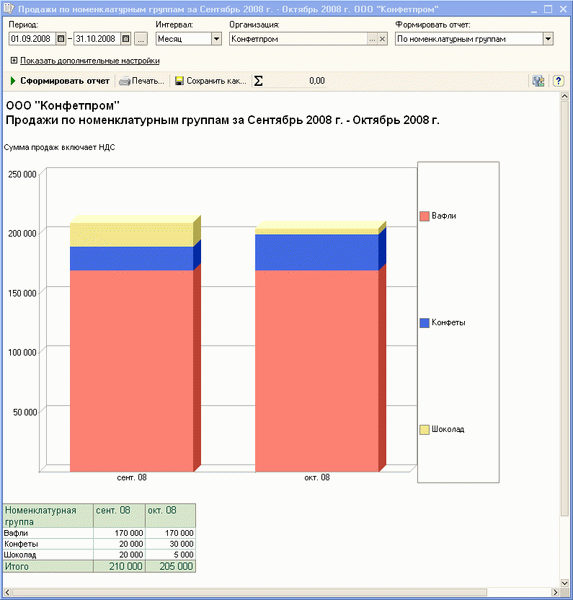 Продажи по номенклатурным группам за Сентябрь 2008 г. - Октябрь 2008 г. ООО "Конфетпром"
Период: Интервал: Организация: Формировать отчет:
01.09.2008 – 31.10.2008 ... Месяц Конфетпром ... x По номенклатурным группам
Показать дополнительные настройки
Сформировать отчет Печать... Сохранить как... Σ 0,00 ?
ООО "Конфетпром"
Продажи по номенклатурным группам за Сентябрь 2008 г. - Октябрь 2008 г.
Сумма продаж включает НДС
250 000
200 000
150 000
100 000
50 000
сент. 08 окт. 08
Вафли
Конфеты
Шоколад
Номенклатурная группа сент. 08 окт. 08
Вафли 170 000 170 000
Конфеты 20 000 30 000
Шоколад 20 000 5 000
Итого 210 000 205 000